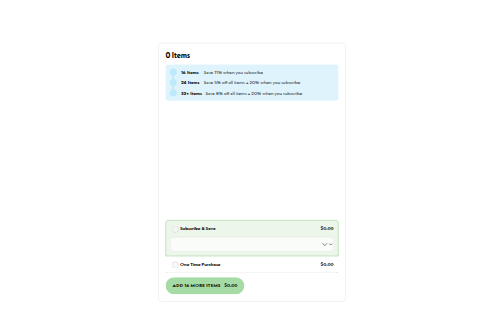 0 Items
16 Items Save 17% when you subscribe
24 Items Save 5% off all items + 20% when you subscribe
32+ Items Save 8% off all items + 20% when you subscribe
Subscribe & Save $0.00
One Time Purchase $0.00
ADD 16 MORE ITEMS $0.00